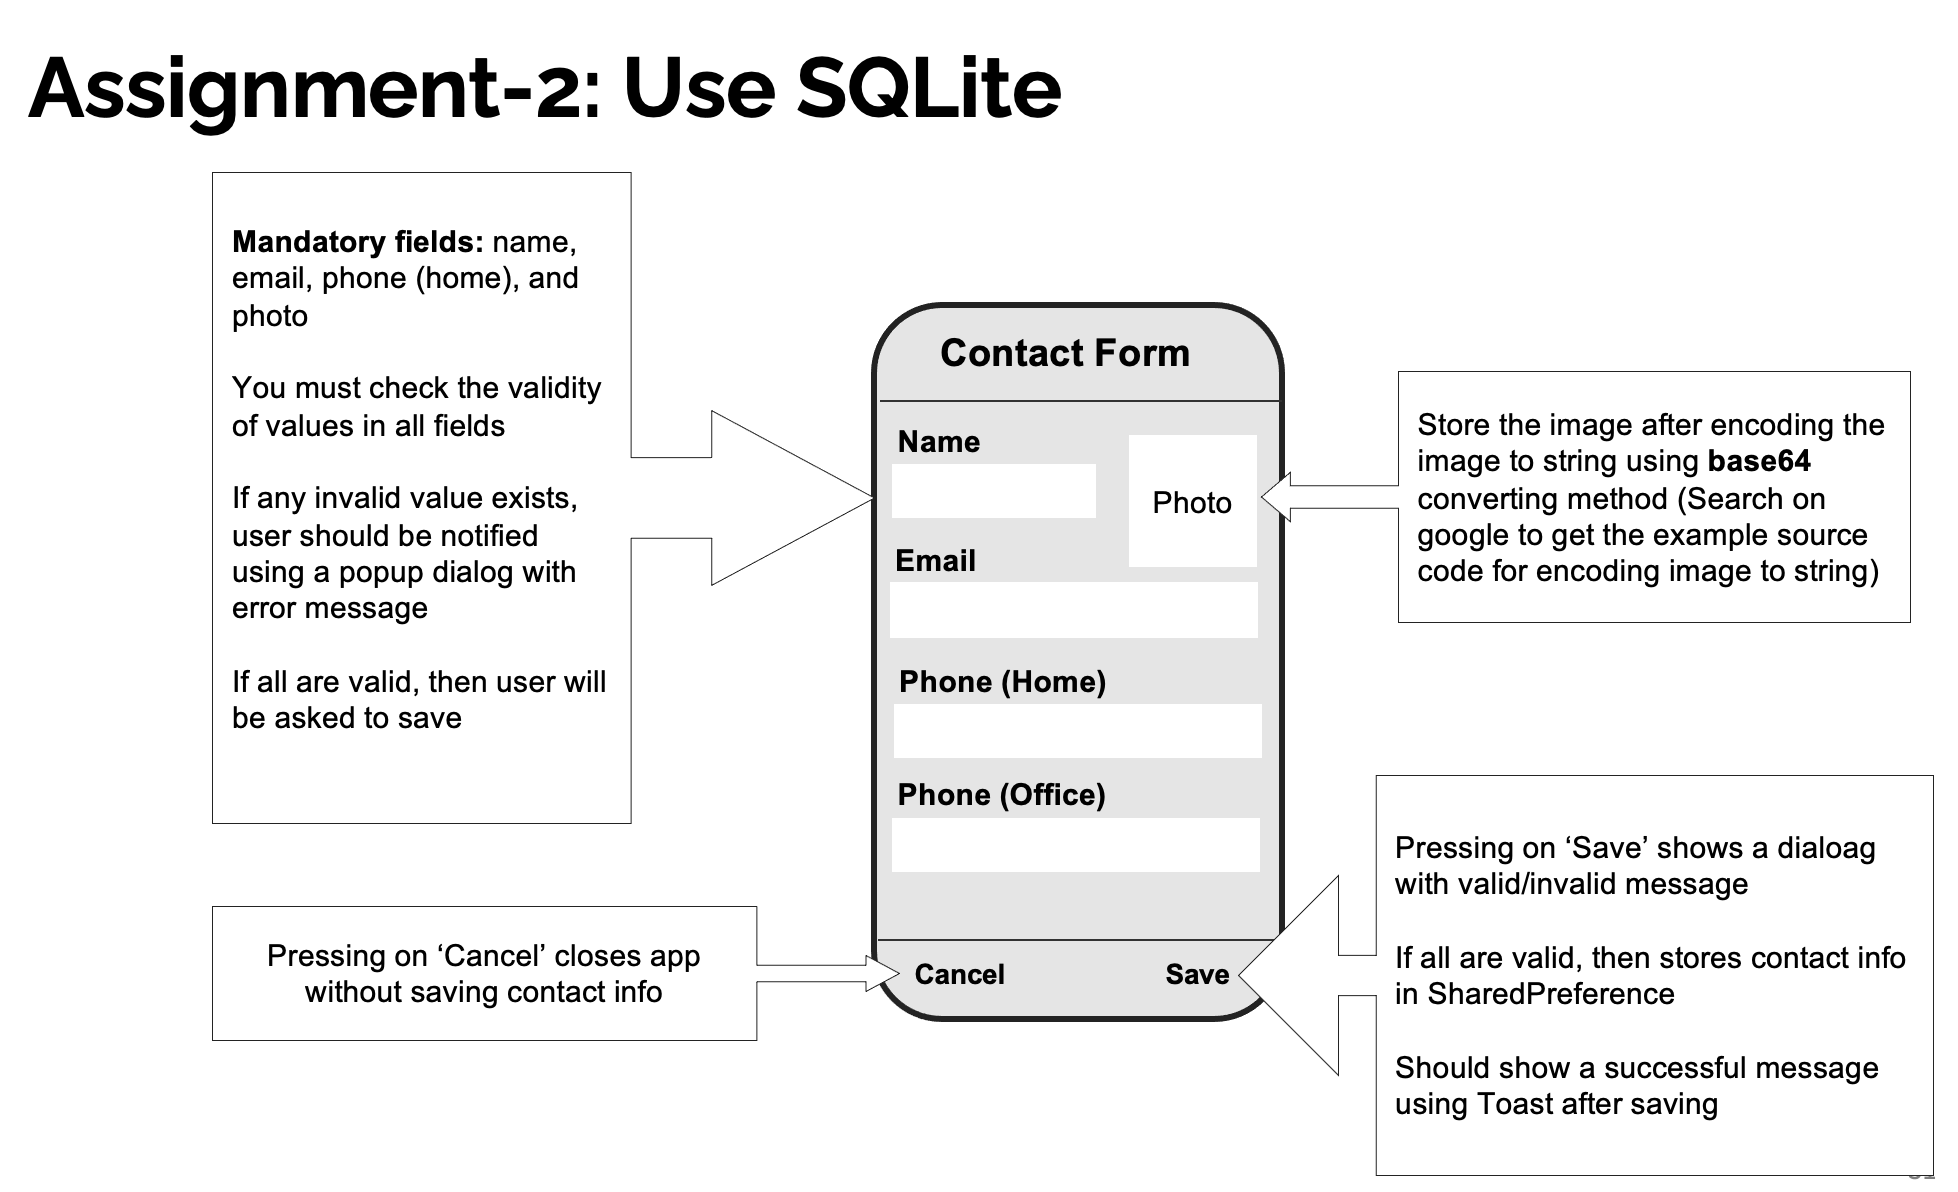 Assignment-2: Use SQLite
Mandatory fields: name,
email, phone (home), and
photo
You must check the validity
of values in all fields
If any invalid value exists,
user should be notified
using a popup dialog with
error message
If all are valid, then user will
be asked to save
Contact Form
Name
Photo
Email
Phone (Home)
Phone (Office)
Cancel
Save
Store the image after encoding the
image to string using base64
converting method (Search on
google to get the example source
code for encoding image to string)
Pressing on ‘Cancel’ closes app
without saving contact info
Pressing on ‘Save’ shows a dialoag
with valid/invalid message
If all are valid, then stores contact info
in SharedPreference
Should show a successful message
using Toast after saving